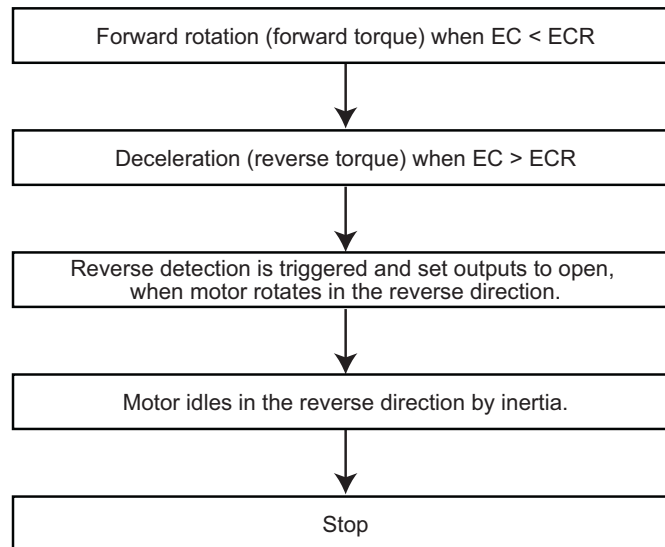 Forward rotation (forward torque) when EC < ECR
Deceleration (reverse torque) when EC > ECR
Reverse detection is triggered and set outputs to open,
when motor rotates in the reverse direction.
Motor idles in the reverse direction by inertia.
Stop